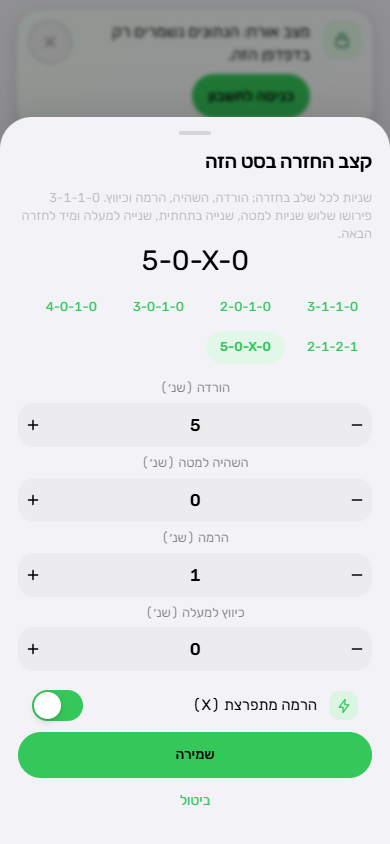 מצב אורח: הנתונים נשמרים רק
בדפדפן הזה.
כניסה לחשבון
קצב החזרה בסט הזה
שניות לכל שלב בחזרה: הורדה, השהיה, הרמה וכיווץ. 3-1-1-0
פירושו שלוש שניות למטה, שנייה בתחתית, שנייה למעלה ומיד לחזרה
הבאה.
5-0-X-0
3-1-1-0
2-0-1-0
3-0-1-0
4-0-1-0
2-1-2-1
5-0-X-0
הורדה (שנ׳)
− 5 +
השהיה למטה (שנ׳)
− 0 +
הרמה (שנ׳)
− 1 +
כיווץ למעלה (שנ׳)
− 0 +
הרמה מתפרצת (X)
שמירה
ביטול